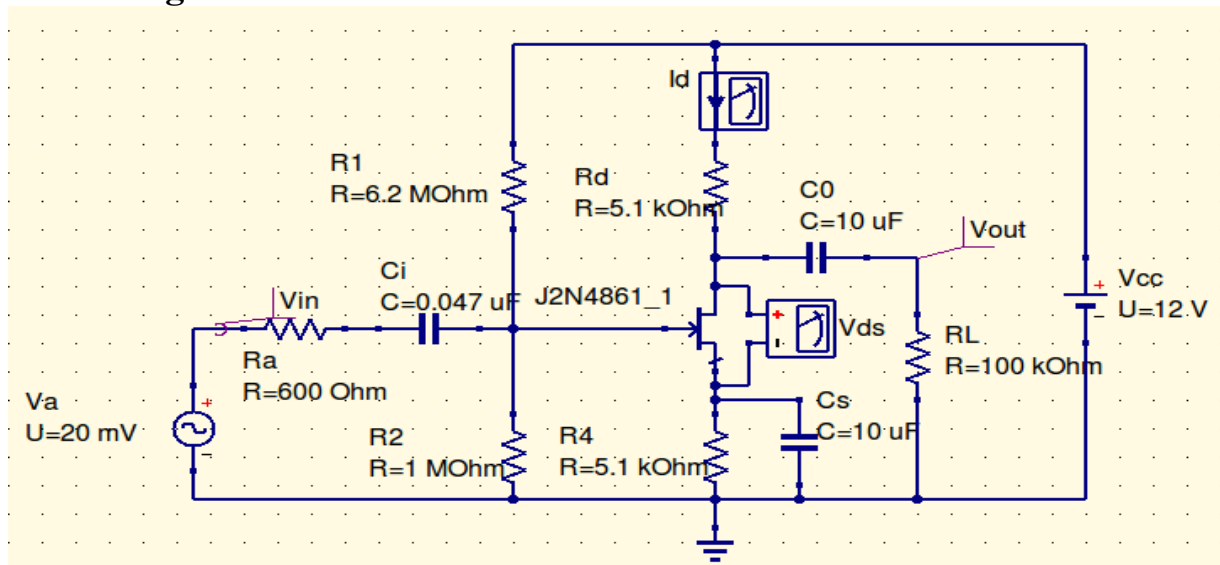 Id
R1
R=6.2 MOhm
Rd
R=5.1 kOhm
C0
C=10 uF
Vout
Ci
C=0.047 uF
J2N4861_1
Vin
Vds
Vcc
U=12 V
Ra
R=600 Ohm
RL
R=100 kOhm
Va
U=20 mV
R2
R=1 MOhm
R4
R=5.1 kOhm
Cs
C=10 uF